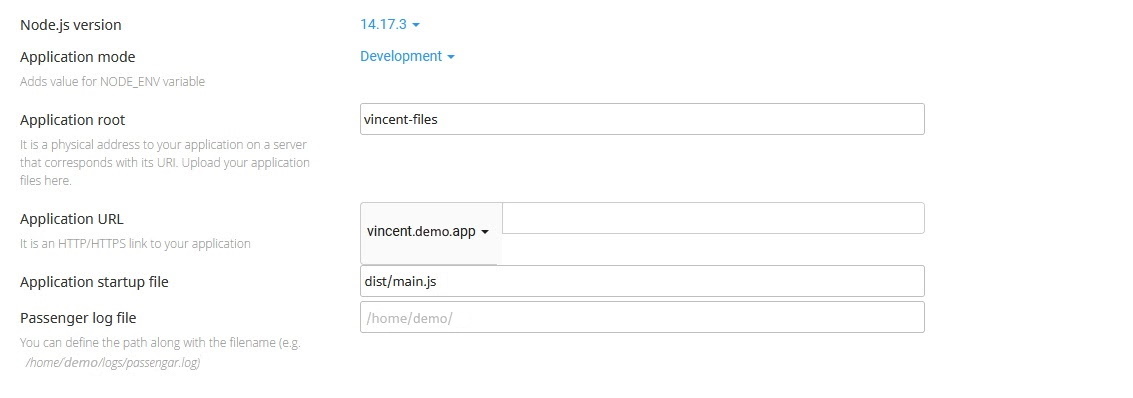 Node.js version 14.17.3
Application mode Development
Adds value for NODE_ENV variable
Application root vincent-files
It is a physical address to your application on a server
that corresponds with its URI. Upload your application
files here.
Application URL
vincent.demo.app
It is an HTTP/HTTPS link to your application
Application startup file dist/main.js
Passenger log file /home/demo/
You can define the path along with the filename (e.g.
/home/demo/logs/passengar.log)